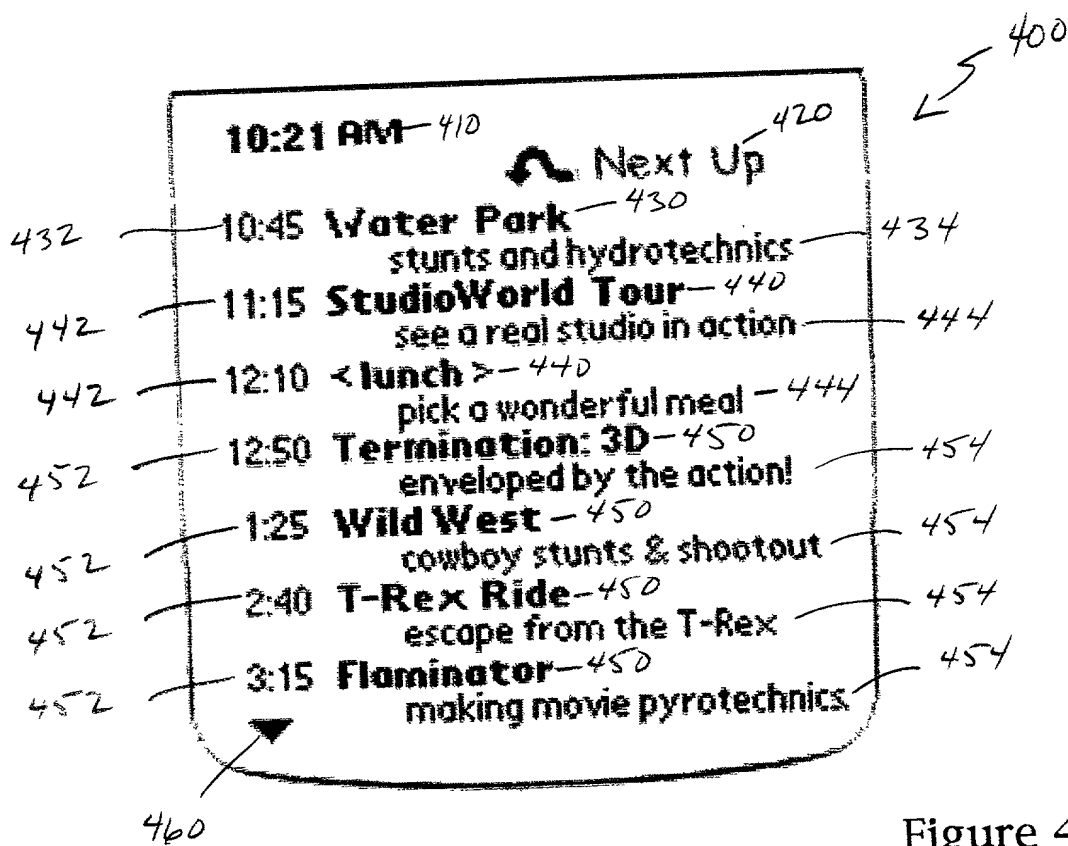 400
10:21 AM 410
420
Next Up
432 10:45 Water Park 430
stunts and hydrotechnics 434
442 11:15 StudioWorld Tour 440
see a real studio in action 444
442 12:10 <lunch> 440
pick a wonderful meal 444
452 12:50 Termination: 3D 450
enveloped by the action! 454
452 1:25 Wild West 450
cowboy stunts & shootout 454
452 2:40 T-Rex Ride 450
escape from the T-Rex 454
452 3:15 Flaminator 450
making movie pyrotechnics 454
460
Figure 4